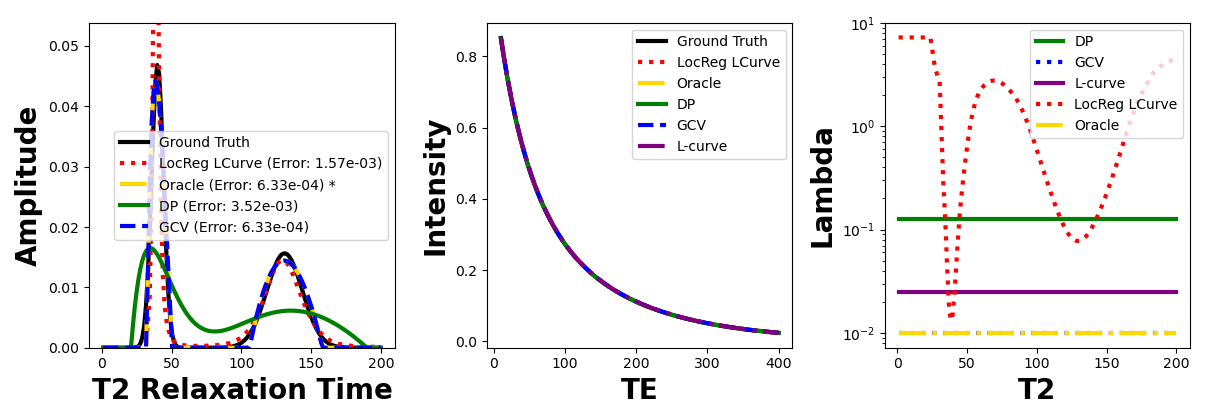 0.05
0.04
0.03
0.02
0.01
0.00
Amplitude
Ground Truth
LocReg LCurve (Error: 1.57e-03)
Oracle (Error: 6.33e-04) *
DP (Error: 3.52e-03)
GCV (Error: 6.33e-04)
0
50
100
150
200
T2 Relaxation Time
0.8
0.6
0.4
0.2
0.0
Intensity
Ground Truth
LocReg LCurve
Oracle
DP
GCV
L-curve
0
100
200
300
400
TE
10¹
10⁰
10⁻¹
10⁻²
Lambda
DP
GCV
L-curve
LocReg LCurve
Oracle
0
50
100
150
200
T2